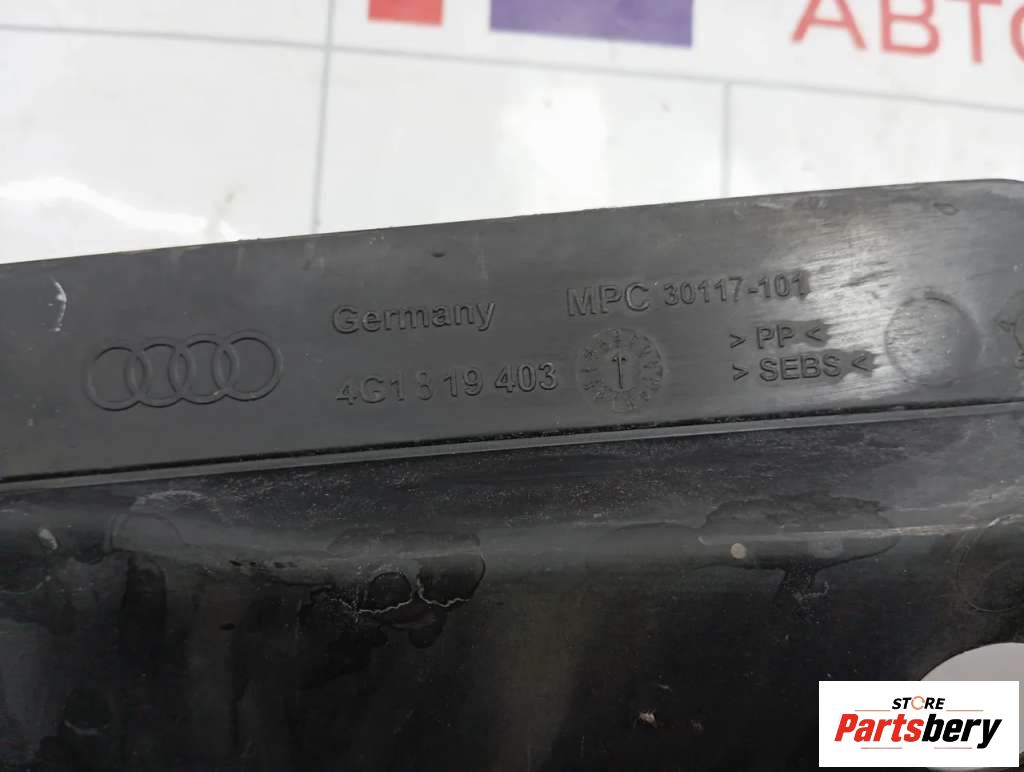 АВТО
Germany
MPC 30117-101
4G1 819 403
> PP <
> SEBS <
STORE
Partsbery